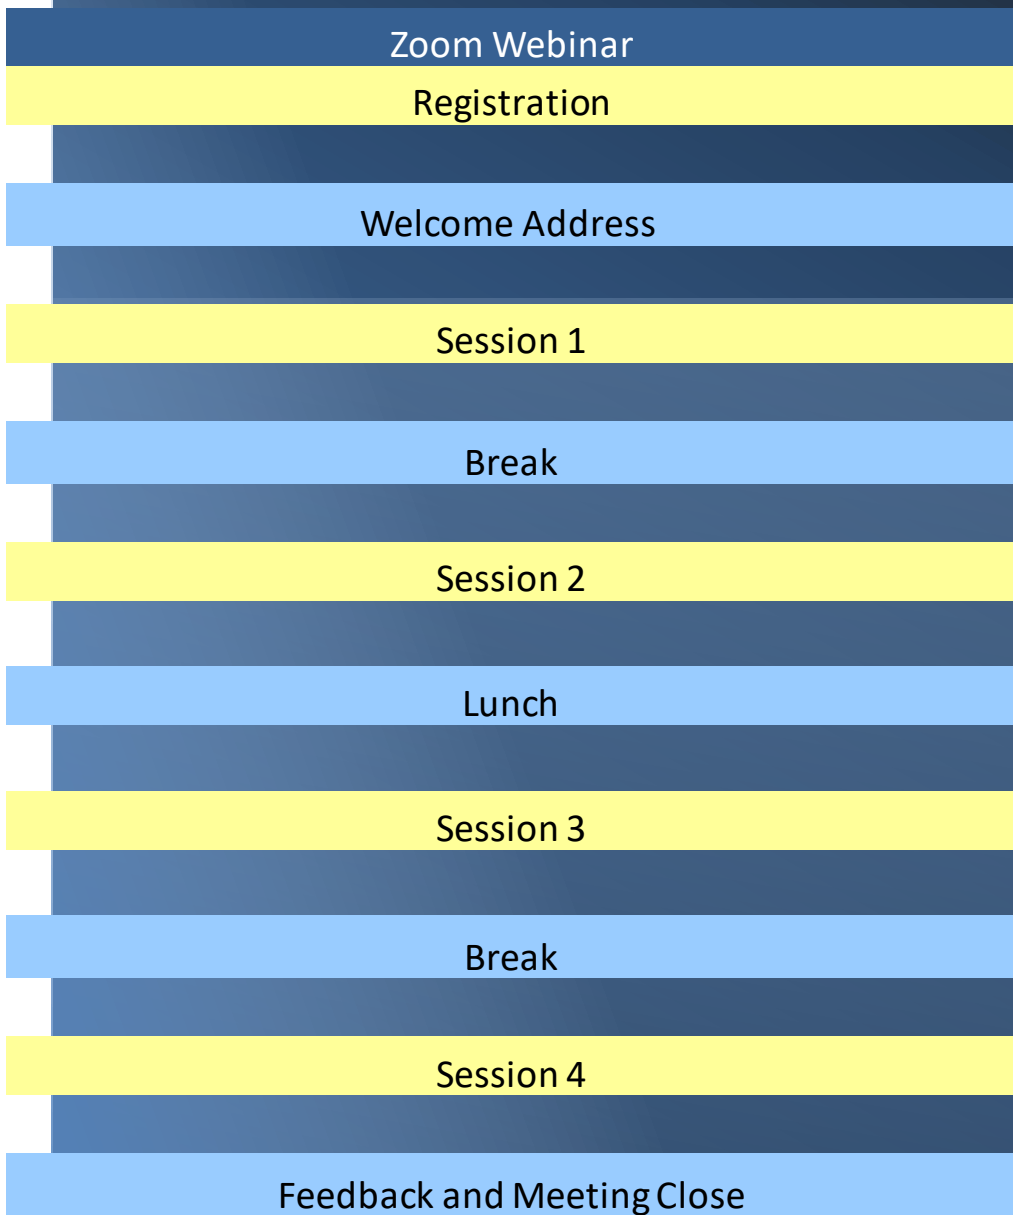 Zoom Webinar
Registration
Welcome Address
Session 1
Break
Session 2
Lunch
Session 3
Break
Session 4
Feedback and Meeting Close